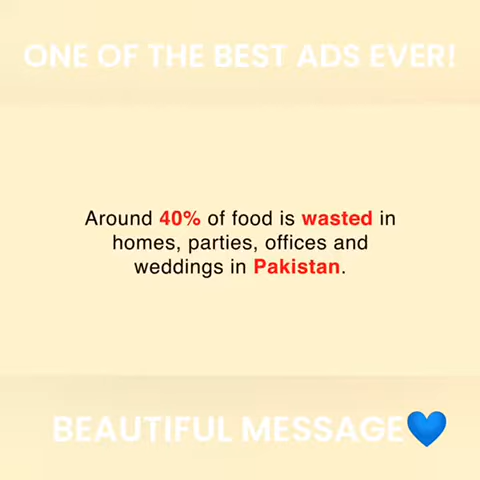 ONE OF THE BEST ADS EVER!
Around 40% of food is wasted in
homes, parties, offices and
weddings in Pakistan.
BEAUTIFUL MESSAGE💙